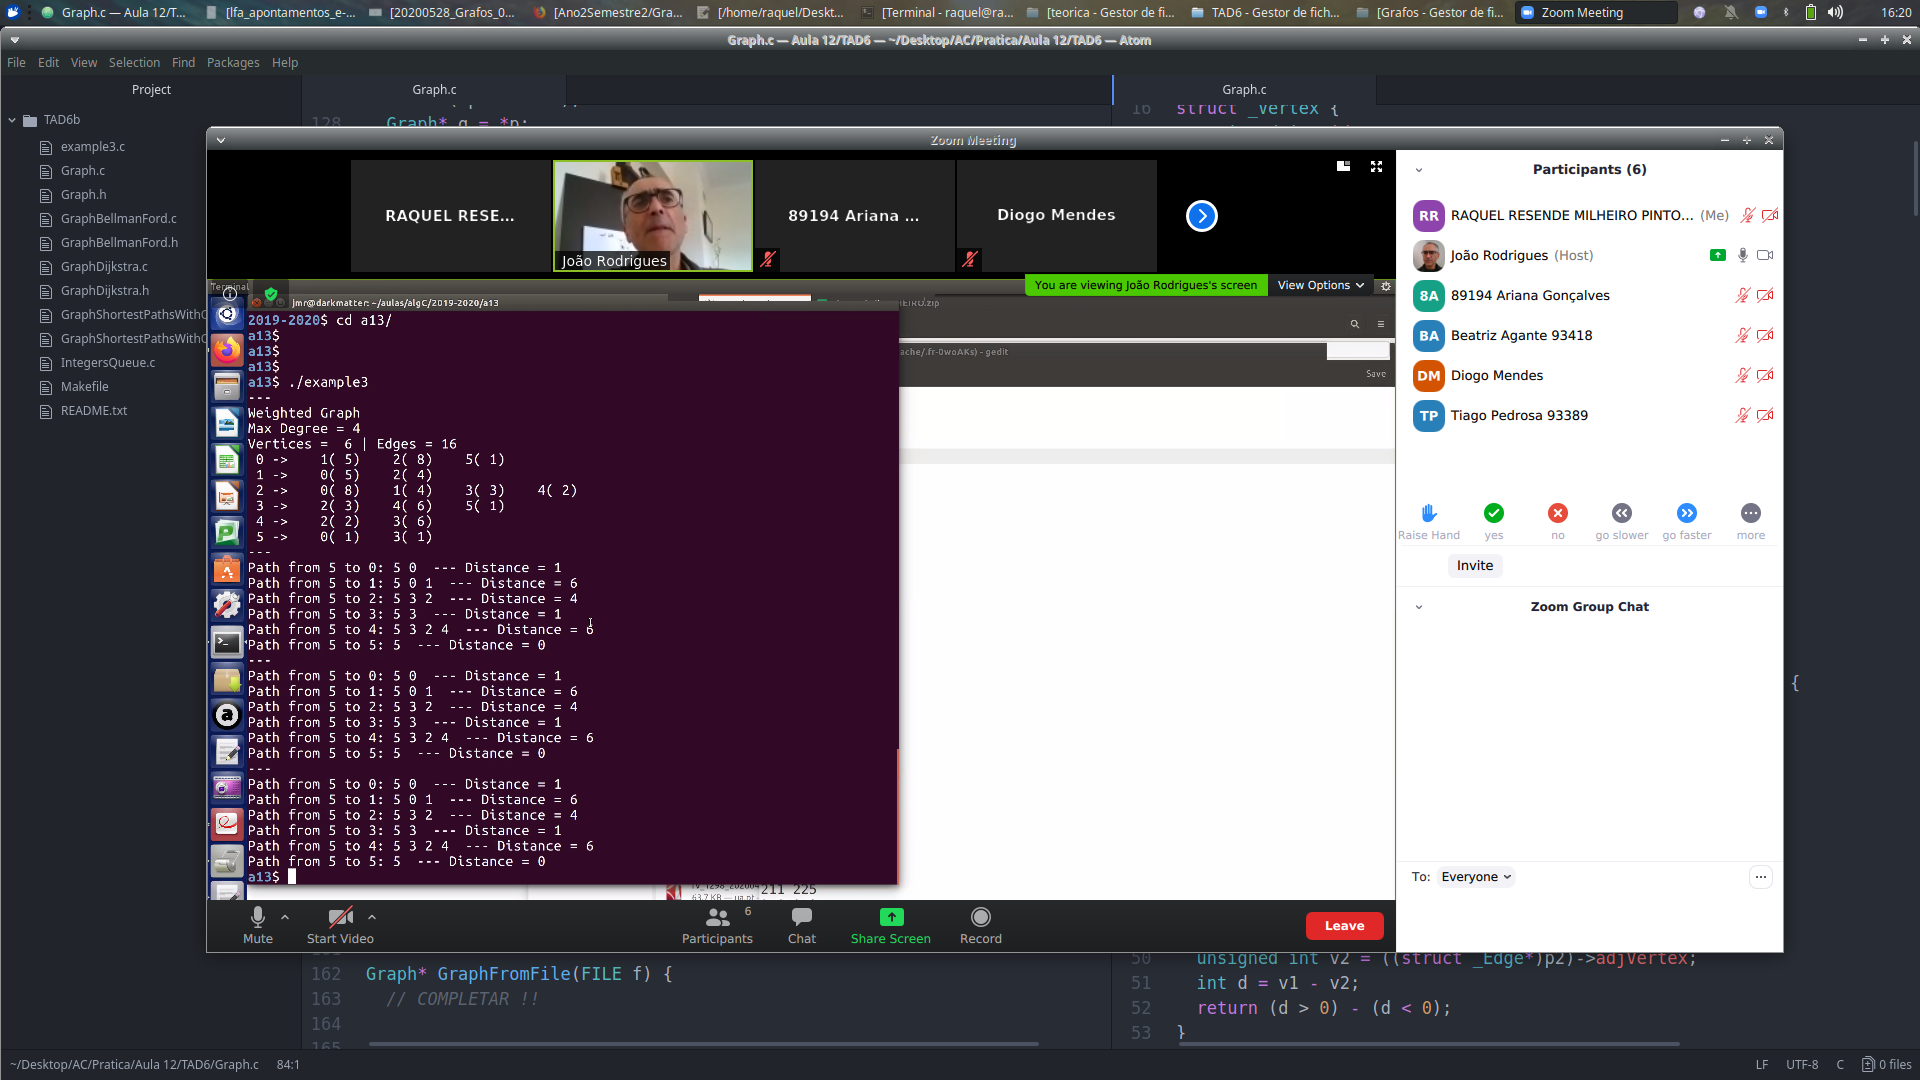 Graph.c — Aula 12/T...
[lfa_apontamentos_e-...
[20200528_Grafos_0...
[Ano2Semestre2/Gra...
[/home/raquel/Deskt...
[Terminal - raquel@ra...
[teorica - Gestor de fi...
TAD6 - Gestor de fich...
[Grafos - Gestor de fi...
Zoom Meeting
16:20
Graph.c — Aula 12/TAD6 — ~/Desktop/AC/Pratica/Aula 12/TAD6 — Atom
File Edit View Selection Find Packages Help
Project
Graph.c
Graph.c
TAD6b
example3.c
Graph.c
Graph.h
GraphBellmanFord.c
GraphBellmanFord.h
GraphDijkstra.c
GraphDijkstra.h
GraphShortestPathsWithQ
GraphShortestPathsWithQ
IntegersQueue.c
Makefile
README.txt
128 Graph* g = *p;
16 struct _Vertex {
Zoom Meeting
RAQUEL RESE...
João Rodrigues
89194 Ariana ...
Diogo Mendes
You are viewing João Rodrigues's screen
View Options
Terminal
jmr@darkmatter: ~/aulas/algC/2019-2020/a13
2019-2020$ cd a13/
a13$
a13$
a13$
a13$ ./example3
---
Weighted Graph
Max Degree = 4
Vertices =  6 | Edges = 16
0 ->    1( 5)    2( 8)    5( 1)
1 ->    0( 5)    2( 4)
2 ->    0( 8)    1( 4)    3( 3)    4( 2)
3 ->    2( 3)    4( 6)    5( 1)
4 ->    2( 2)    3( 6)
5 ->    0( 1)    3( 1)
---
Path from 5 to 0: 5 0  --- Distance = 1
Path from 5 to 1: 5 0 1  --- Distance = 6
Path from 5 to 2: 5 3 2  --- Distance = 4
Path from 5 to 3: 5 3  --- Distance = 1
Path from 5 to 4: 5 3 2 4  --- Distance = 6
Path from 5 to 5: 5  --- Distance = 0
---
Path from 5 to 0: 5 0  --- Distance = 1
Path from 5 to 1: 5 0 1  --- Distance = 6
Path from 5 to 2: 5 3 2  --- Distance = 4
Path from 5 to 3: 5 3  --- Distance = 1
Path from 5 to 4: 5 3 2 4  --- Distance = 6
Path from 5 to 5: 5  --- Distance = 0
---
Path from 5 to 0: 5 0  --- Distance = 1
Path from 5 to 1: 5 0 1  --- Distance = 6
Path from 5 to 2: 5 3 2  --- Distance = 4
Path from 5 to 3: 5 3  --- Distance = 1
Path from 5 to 4: 5 3 2 4  --- Distance = 6
Path from 5 to 5: 5  --- Distance = 0
a13$
ache/.fr-0woAKs) - gedit
Save
211 225
Participants (6)
RR RAQUEL RESENDE MILHEIRO PINTO... (Me)
João Rodrigues (Host)
8A 89194 Ariana Gonçalves
BA Beatriz Agante 93418
DM Diogo Mendes
TP Tiago Pedrosa 93389
Raise Hand yes no go slower go faster more
Invite
Zoom Group Chat
To: Everyone
Mute
Start Video
Participants 6
Chat
Share Screen
Record
Leave
{
162 Graph* GraphFromFile(FILE f) {
163 // COMPLETAR !!
164
165
50 unsigned int v2 = ((struct _Edge*)p2)->adjVertex;
51 int d = v1 - v2;
52 return (d > 0) - (d < 0);
53 }
~/Desktop/AC/Pratica/Aula 12/TAD6/Graph.c 84:1
LF UTF-8 C 0 files